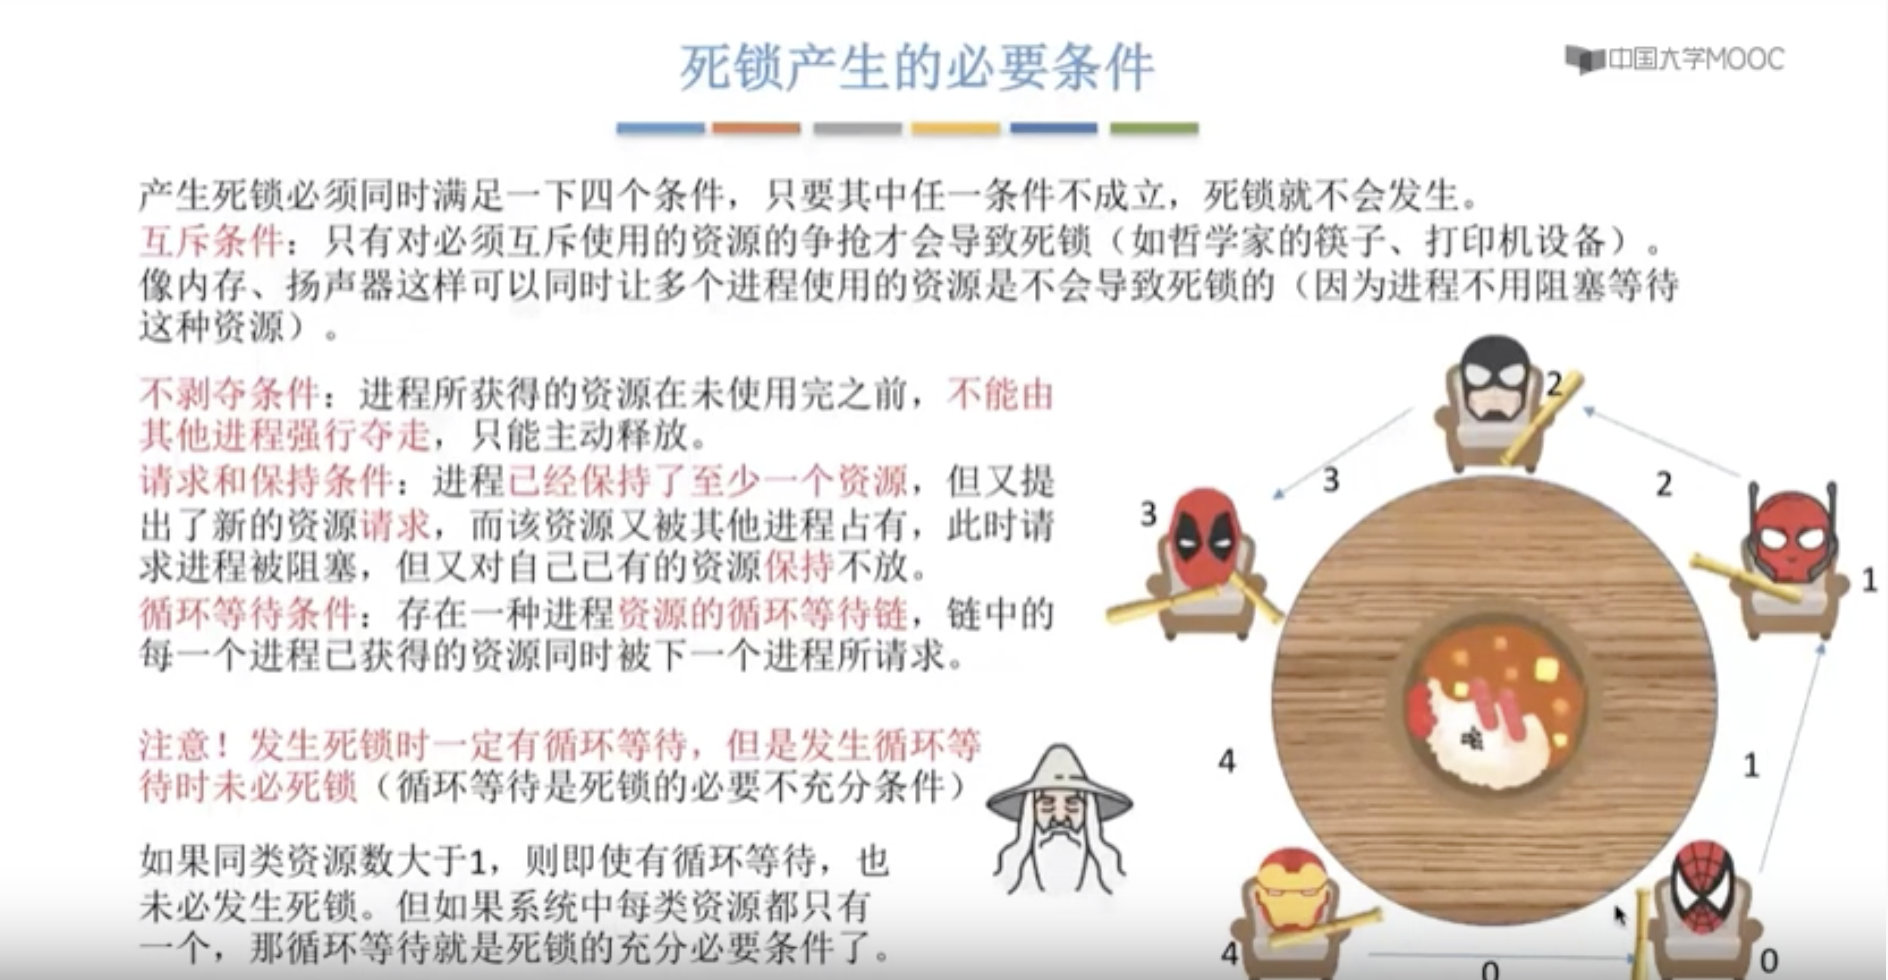 死锁产生的必要条件
中国大学MOOC
产生死锁必须同时满足一下四个条件，只要其中任一条件不成立，死锁就不会发生。
互斥条件：只有对必须互斥使用的资源的争抢才会导致死锁（如哲学家的筷子、打印机设备）。
像内存、扬声器这样可以同时让多个进程使用的资源是不会导致死锁的（因为进程不用阻塞等待
这种资源）。
不剥夺条件：进程所获得的资源在未使用完之前，不能由
其他进程强行夺走，只能主动释放。
请求和保持条件：进程已经保持了至少一个资源，但又提
出了新的资源请求，而该资源又被其他进程占有，此时请
求进程被阻塞，但又对自己已有的资源保持不放。
循环等待条件：存在一种进程资源的循环等待链，链中的
每一个进程已获得的资源同时被下一个进程所请求。
注意！发生死锁时一定有循环等待，但是发生循环等
待时未必死锁（循环等待是死锁的必要不充分条件）
如果同类资源数大于1，则即使有循环等待，也
未必发生死锁。但如果系统中每类资源都只有
一个，那循环等待就是死锁的充分必要条件了。
2
3
2
3
1
4
1
4
0
0